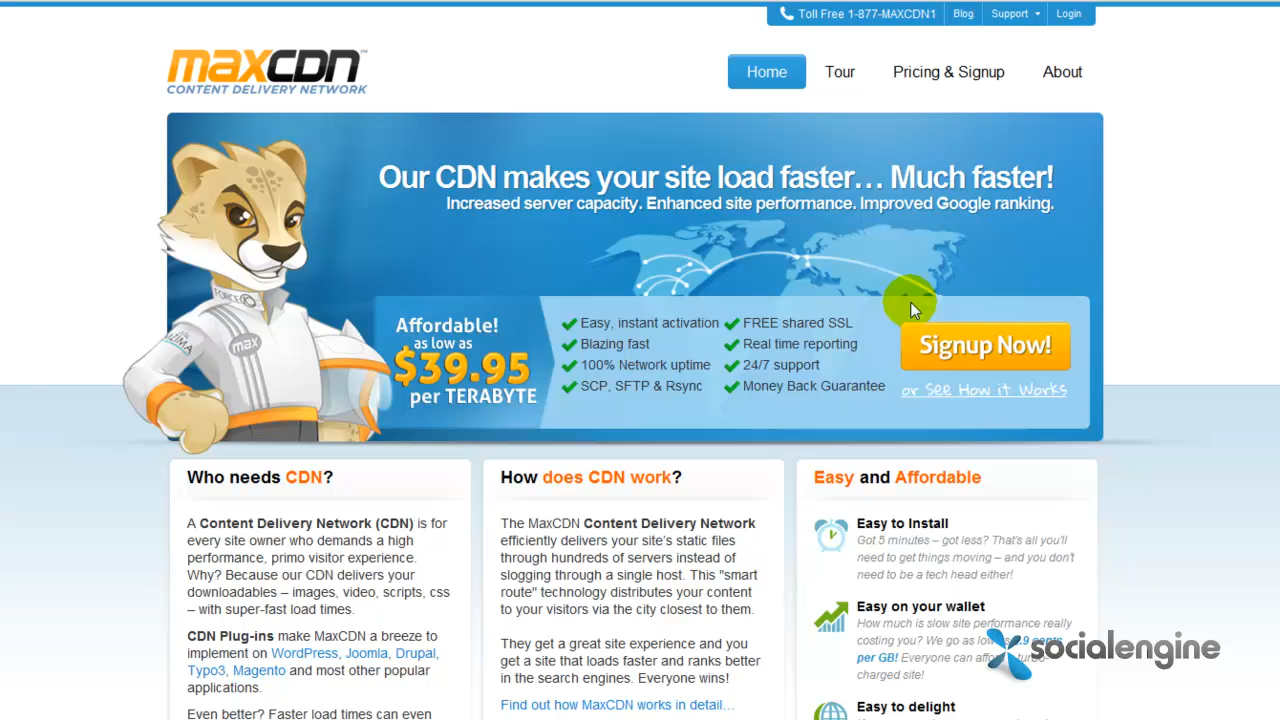 Toll Free 1-877-MAXCDN1 Blog Support Login
maxcdn™
CONTENT DELIVERY NETWORK
Home Tour Pricing & Signup About
Our CDN makes your site load faster… Much faster!
Increased server capacity. Enhanced site performance. Improved Google ranking.
FORCE
max
Affordable!
as low as
$39.95
per TERABYTE
Easy, instant activation
Blazing fast
100% Network uptime
SCP, SFTP & Rsync
FREE shared SSL
Real time reporting
24/7 support
Money Back Guarantee
Signup Now!
or See How it Works
Who needs CDN?
A Content Delivery Network (CDN) is for
every site owner who demands a high
performance, primo visitor experience.
Why? Because our CDN delivers your
downloadables – images, video, scripts, css
– with super-fast load times.
CDN Plug-ins make MaxCDN a breeze to
implement on WordPress, Joomla, Drupal,
Typo3, Magento and most other popular
applications.
Even better? Faster load times can even
How does CDN work?
The MaxCDN Content Delivery Network
efficiently delivers your site's static files
through hundreds of servers instead of
slogging through a single host. This "smart
route" technology distributes your content
to your visitors via the city closest to them.
They get a great site experience and you
get a site that loads faster and ranks better
in the search engines. Everyone wins!
Find out how MaxCDN works in detail…
Easy and Affordable
Easy to Install
Got 5 minutes – got less? That's all you'll
need to get things moving – and you don't
need to be a tech head either!
Easy on your wallet
How much is slow site performance really
costing you? We go as low .9 cents
per GB! Everyone can turbo-
charged site!
Easy to delight
socialengine